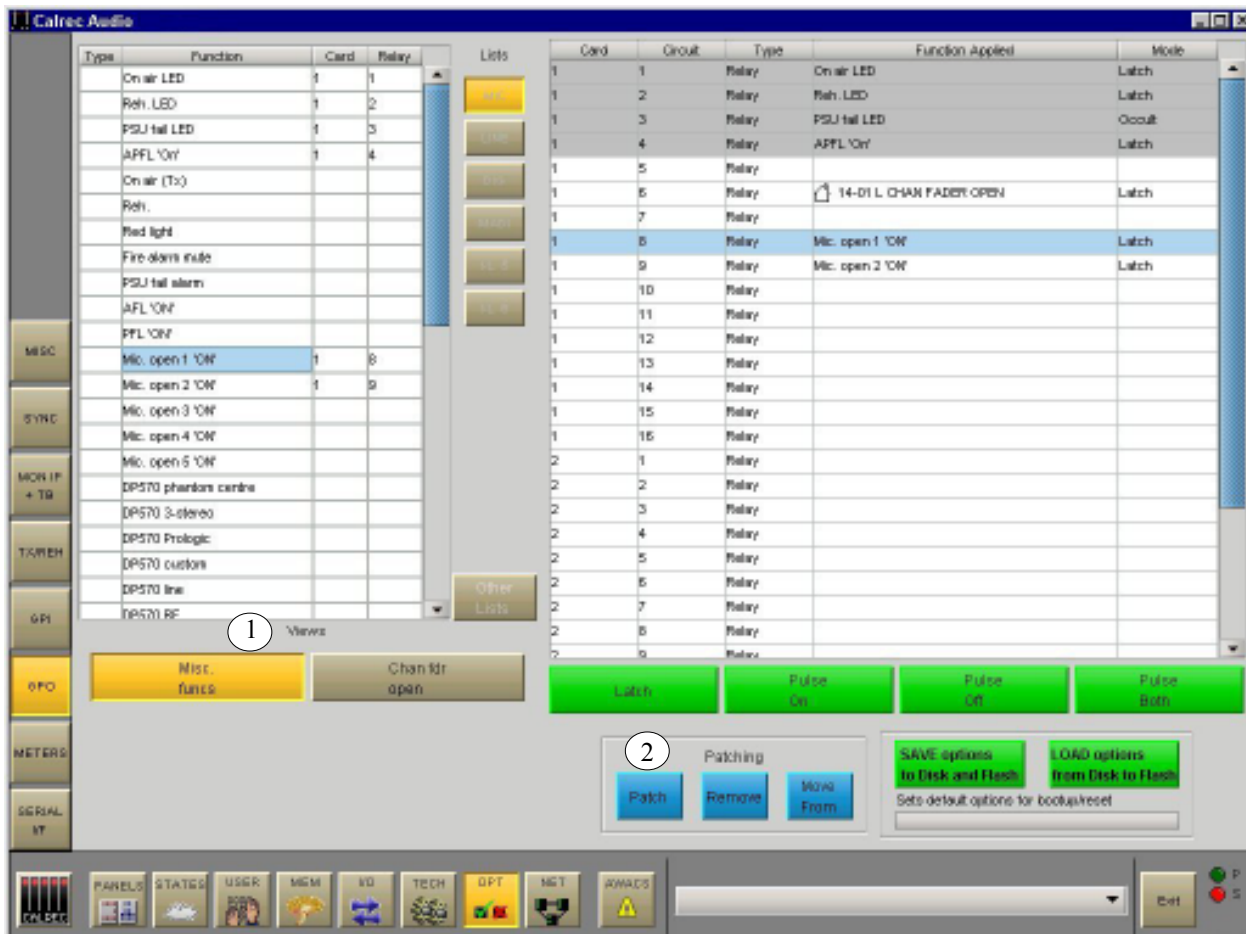 Calrec Audio
Type Function Card Relay
On air LED 1 1
Reh. LED 1 2
PSU fail LED 1 3
APFL 'On' 1 4
On air (Tx)
Reh.
Red light
Fire alarm mute
PSU fail alarm
AFL 'ON'
PFL 'ON'
Mic. open 1 'ON' 1 8
Mic. open 2 'ON' 1 9
Mic. open 3 'ON'
Mic. open 4 'ON'
Mic. open 5 'ON'
DP570 phantom centre
DP570 3-stereo
DP570 Prologic
DP570 custom
DP570 line
DP570 RF
Lists
MIC
LINE
Other
Lists
Card Circuit Type Function Applied Mode
1 1 Relay On air LED Latch
1 2 Relay Reh. LED Latch
1 3 Relay PSU fail LED Occult
1 4 Relay APFL 'On' Latch
1 5 Relay
1 6 Relay 14-01 L CHAN FADER OPEN Latch
1 7 Relay
1 8 Relay Mic. open 1 'ON' Latch
1 9 Relay Mic. open 2 'ON' Latch
1 10 Relay
1 11 Relay
1 12 Relay
1 13 Relay
1 14 Relay
1 15 Relay
1 16 Relay
2 1 Relay
2 2 Relay
2 3 Relay
2 4 Relay
2 5 Relay
2 6 Relay
2 7 Relay
2 8 Relay
2 9 Relay
MISC
SYNC
MON IP
+ TB
TX/REH
GPI
GPO
METERS
SERIAL
I/F
1 Views
Misc.
funcs
Chan fdr
open
Latch
Pulse
On
Pulse
Off
Pulse
Both
2 Patching
Patch
Remove
Move
From
SAVE options
to Disk and Flash
LOAD options
from Disk to Flash
Sets default options for bootup/reset
CALREC
PANELS
STATES
USER
MEM
I/O
TECH
OPT
NET
AWACS
Exit
P
S